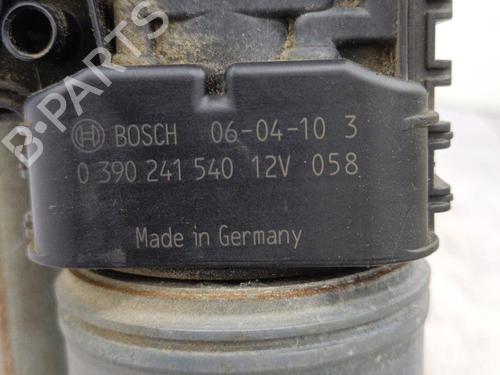 B-PARTS
BOSCH 06-04-10 3
0 390 241 540 12V 058
Made in Germany